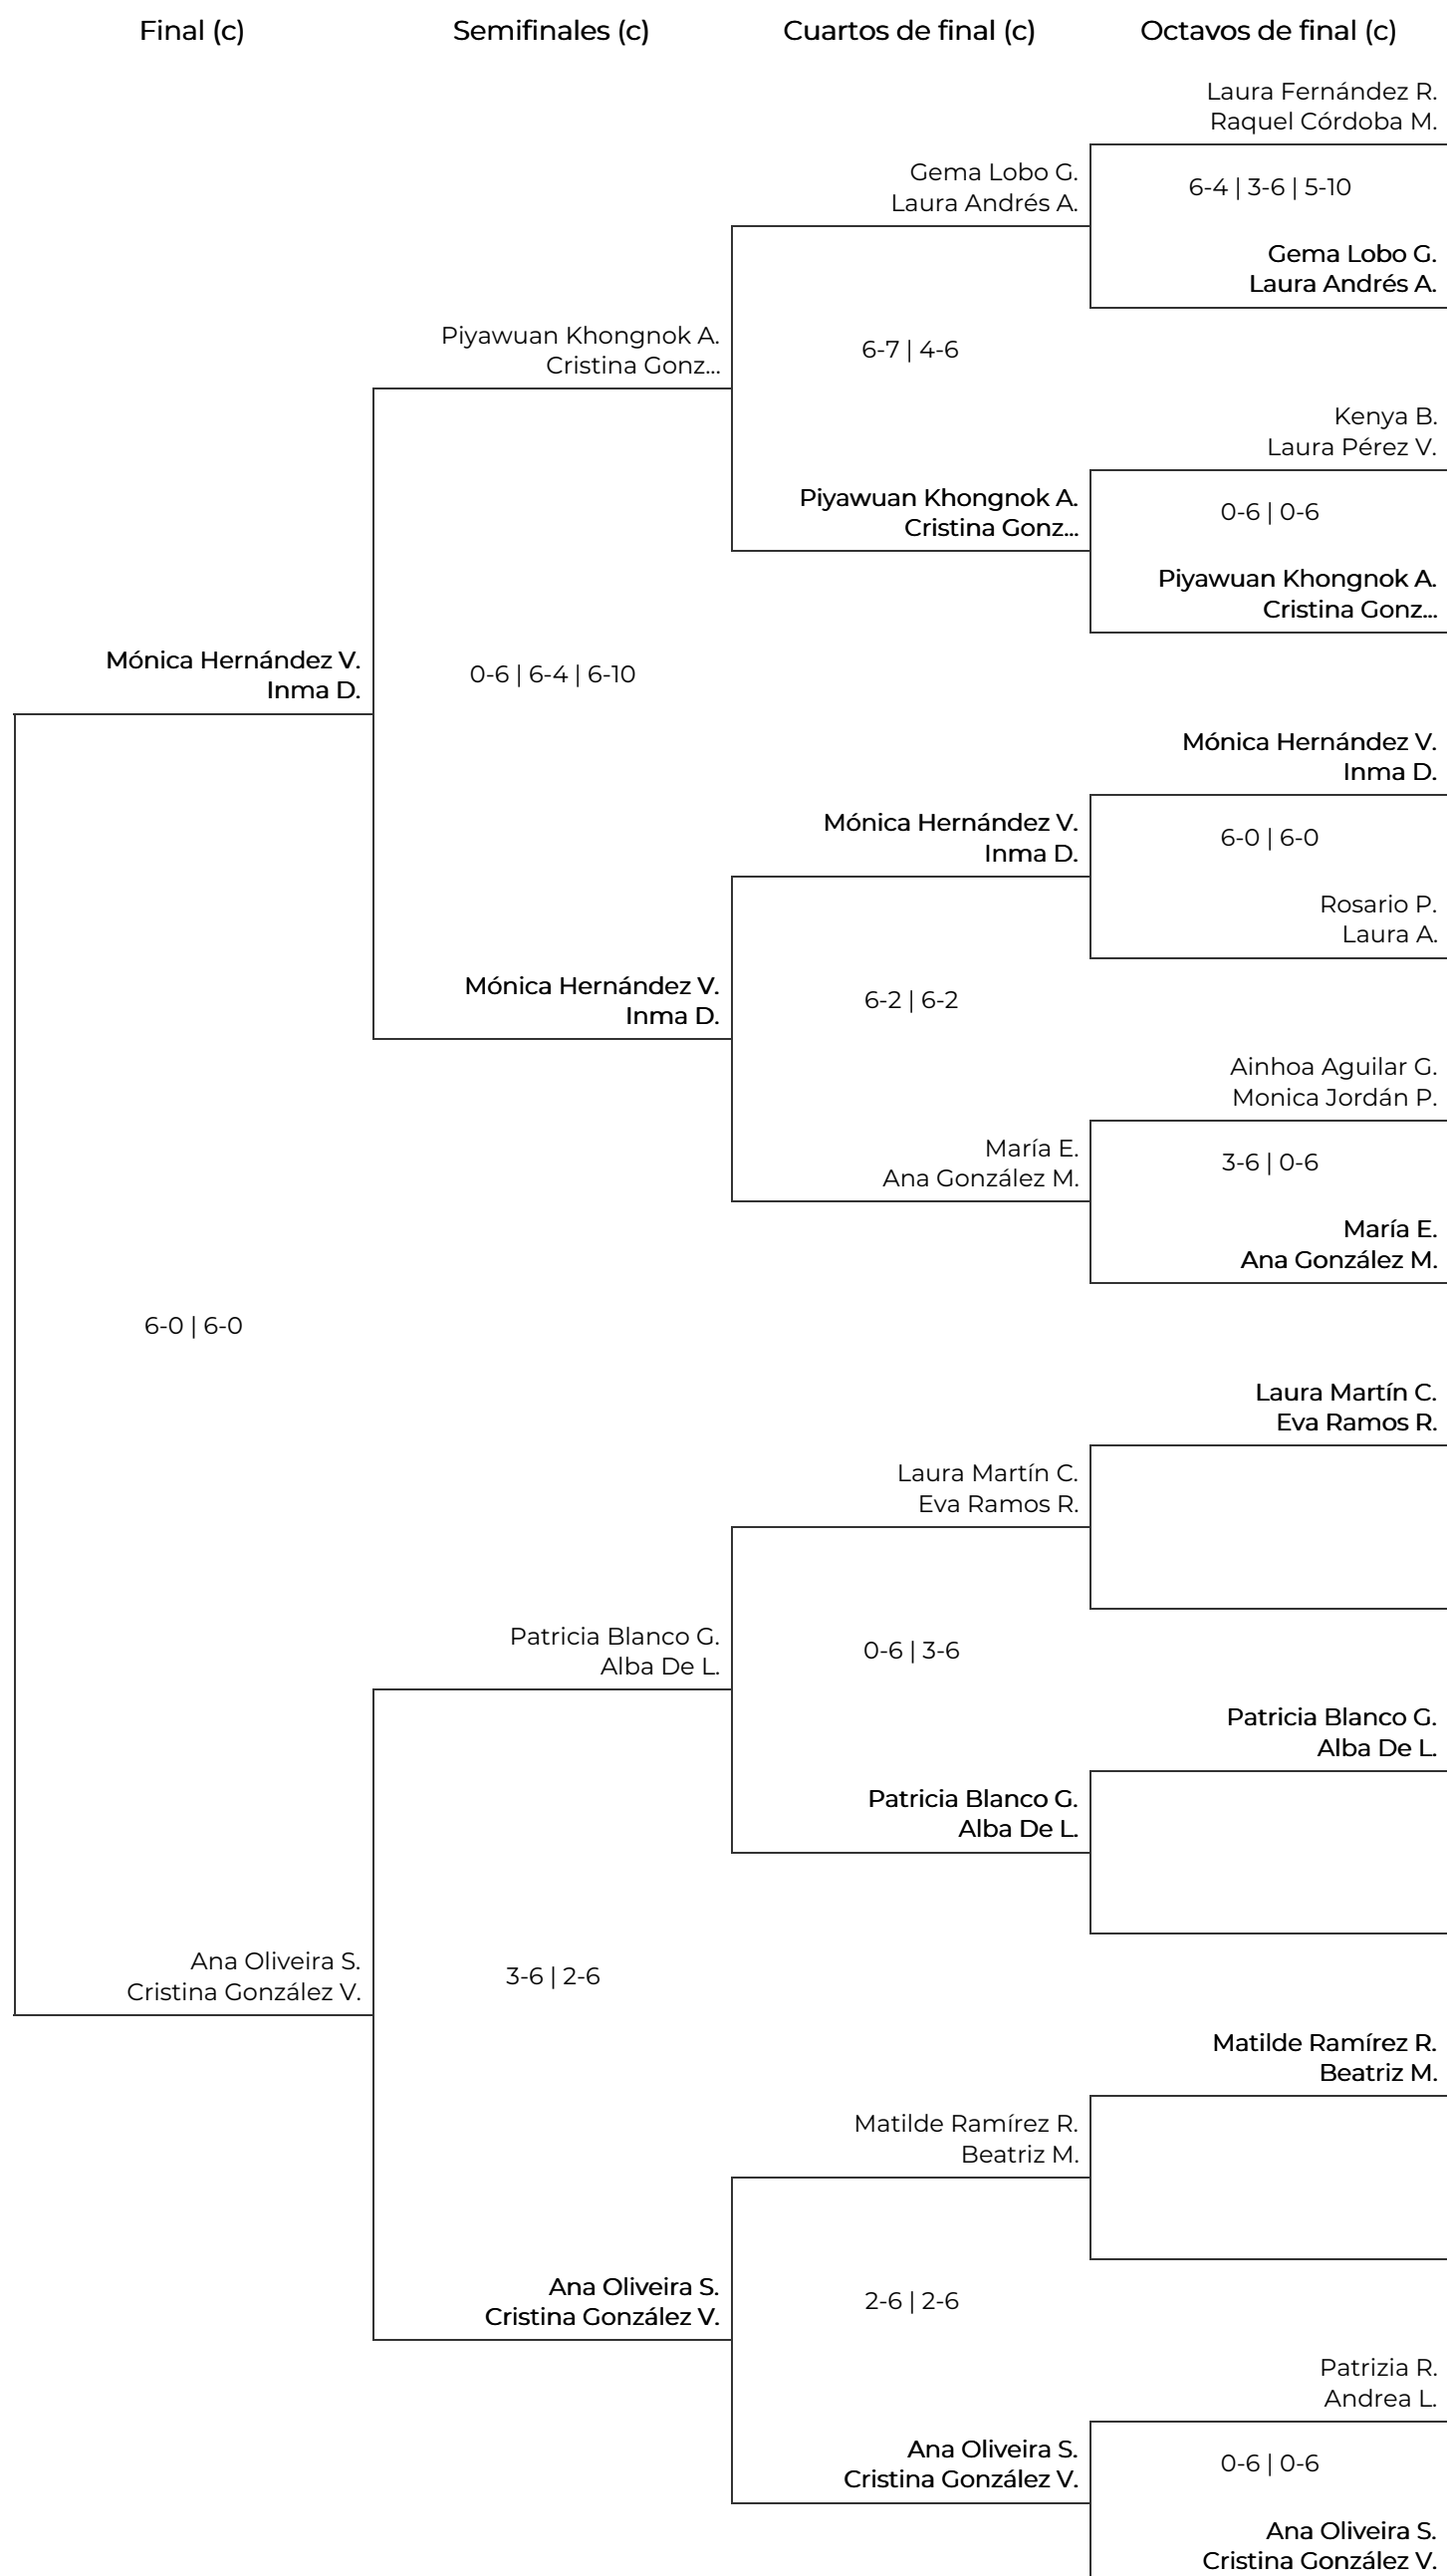 Final (c)
Semifinales (c)
Cuartos de final (c)
Octavos de final (c)
Laura Fernández R.
Raquel Córdoba M.
Gema Lobo G.
Laura Andrés A.
6-4 | 3-6 | 5-10
Gema Lobo G.
Laura Andrés A.
Piyawuan Khongnok A.
Cristina Gonz...
6-7 | 4-6
Kenya B.
Laura Pérez V.
Piyawuan Khongnok A.
Cristina Gonz...
0-6 | 0-6
Piyawuan Khongnok A.
Cristina Gonz...
Mónica Hernández V.
Inma D.
0-6 | 6-4 | 6-10
Mónica Hernández V.
Inma D.
Mónica Hernández V.
Inma D.
6-0 | 6-0
Rosario P.
Laura A.
Mónica Hernández V.
Inma D.
6-2 | 6-2
Ainhoa Aguilar G.
Monica Jordán P.
María E.
Ana González M.
3-6 | 0-6
María E.
Ana González M.
6-0 | 6-0
Laura Martín C.
Eva Ramos R.
Laura Martín C.
Eva Ramos R.
Patricia Blanco G.
Alba De L.
0-6 | 3-6
Patricia Blanco G.
Alba De L.
Patricia Blanco G.
Alba De L.
Ana Oliveira S.
Cristina González V.
3-6 | 2-6
Matilde Ramírez R.
Beatriz M.
Matilde Ramírez R.
Beatriz M.
Ana Oliveira S.
Cristina González V.
2-6 | 2-6
Patrizia R.
Andrea L.
Ana Oliveira S.
Cristina González V.
0-6 | 0-6
Ana Oliveira S.
Cristina González V.